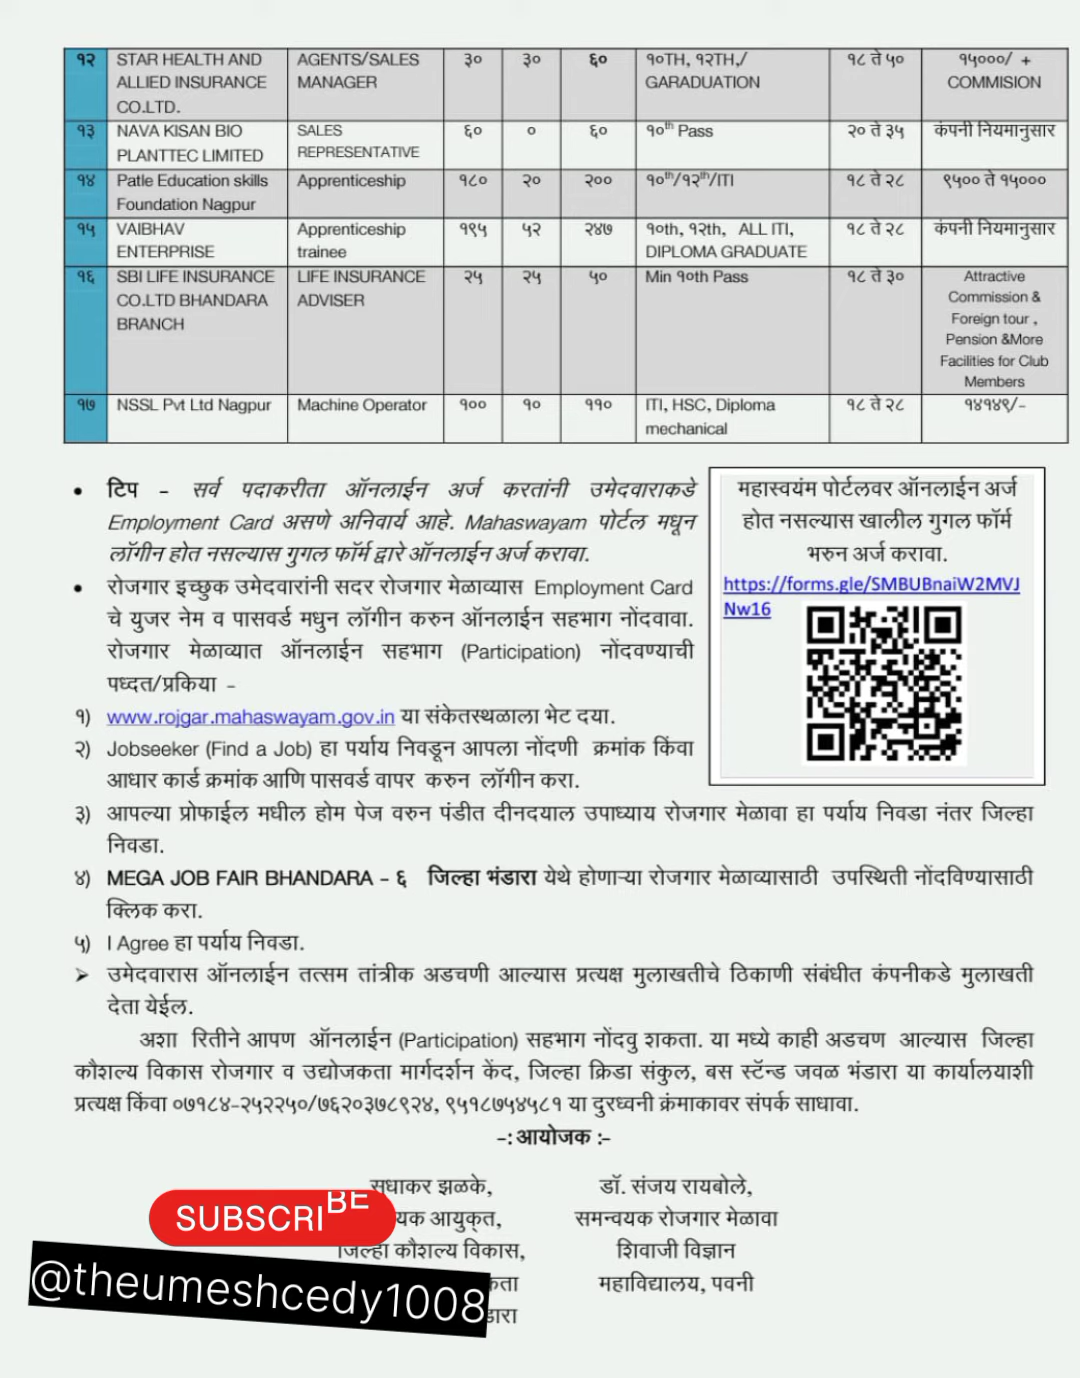 १२ STAR HEALTH AND ALLIED INSURANCE CO.LTD. AGENTS/SALES MANAGER ३० ३० ६० १०TH, १२TH,/ GARADUATION १८ ते ५० १५०००/ + COMMISION
१३ NAVA KISAN BIO PLANTTEC LIMITED SALES REPRESENTATIVE ६० ० ६० १०th Pass २० ते ३५ कंपनी नियमानुसार
१४ Patle Education skills Foundation Nagpur Apprenticeship १८० २० २०० १०th/१२th/ITI १८ ते २८ ९५०० ते १५०००
१५ VAIBHAV ENTERPRISE Apprenticeship trainee १९५ ५२ २४७ १०th, १२th, ALL ITI, DIPLOMA GRADUATE १८ ते २८ कंपनी नियमानुसार
१६ SBI LIFE INSURANCE CO.LTD BHANDARA BRANCH LIFE INSURANCE ADVISER २५ २५ ५० Min १०th Pass १८ ते ३० Attractive Commission & Foreign tour , Pension &More Facilities for Club Members
१७ NSSL Pvt Ltd Nagpur Machine Operator १०० १० ११० ITI, HSC, Diploma mechanical १८ ते २८ १४१४९/-
• टिप – सर्व पदाकरीता ऑनलाईन अर्ज करतांनी उमेदवाराकडे
Employment Card असणे अनिवार्य आहे. Mahaswayam पोर्टल मधून
लॉगीन होत नसल्यास गुगल फॉर्म द्वारे ऑनलाईन अर्ज करावा.
• रोजगार इच्छुक उमेदवारांनी सदर रोजगार मेळाव्यास Employment Card
चे युजर नेम व पासवर्ड मधुन लॉगीन करुन ऑनलाईन सहभाग नोंदवावा.
रोजगार मेळाव्यात ऑनलाईन सहभाग (Participation) नोंदवण्याची
पध्दत/प्रकिया –
महास्वयंम पोर्टलवर ऑनलाईन अर्ज
होत नसल्यास खालील गुगल फॉर्म
भरुन अर्ज करावा.
https://forms.gle/SMBUBnaiW2MVJ
Nw16
१) www.rojgar.mahaswayam.gov.in या संकेतस्थळाला भेट दया.
२) Jobseeker (Find a Job) हा पर्याय निवडून आपला नोंदणी क्रमांक किंवा
आधार कार्ड क्रमांक आणि पासवर्ड वापर करुन लॉगीन करा.
३) आपल्या प्रोफाईल मधील होम पेज वरुन पंडीत दीनदयाल उपाध्याय रोजगार मेळावा हा पर्याय निवडा नंतर जिल्हा
निवडा.
४) MEGA JOB FAIR BHANDARA – ६ जिल्हा भंडारा येथे होणाऱ्या रोजगार मेळाव्यासाठी उपस्थिती नोंदविण्यासाठी
क्लिक करा.
५) I Agree हा पर्याय निवडा.
➢ उमेदवारास ऑनलाईन तत्सम तांत्रीक अडचणी आल्यास प्रत्यक्ष मुलाखतीचे ठिकाणी संबंधीत कंपनीकडे मुलाखती
देता येईल.
अशा रितीने आपण ऑनलाईन (Participation) सहभाग नोंदवु शकता. या मध्ये काही अडचण आल्यास जिल्हा
कौशल्य विकास रोजगार व उद्योजकता मार्गदर्शन केंद, जिल्हा क्रिडा संकुल, बस स्टॅन्ड जवळ भंडारा या कार्यालयाशी
प्रत्यक्ष किंवा ०७१८४-२५२२५०/७६२०३७८९२४, ९५१८७५४५८१ या दुरध्वनी क्रंमाकावर संपर्क साधावा.
-: आयोजक :-
सुधाकर झळके, डॉ. संजय रायबोले,
यक आयुक्त, समन्वयक रोजगार मेळावा
जिल्हा कौशल्य विकास, शिवाजी विज्ञान
कता महाविद्यालय, पवनी
डारा
SUBSCRIBE
@theumeshcedy1008